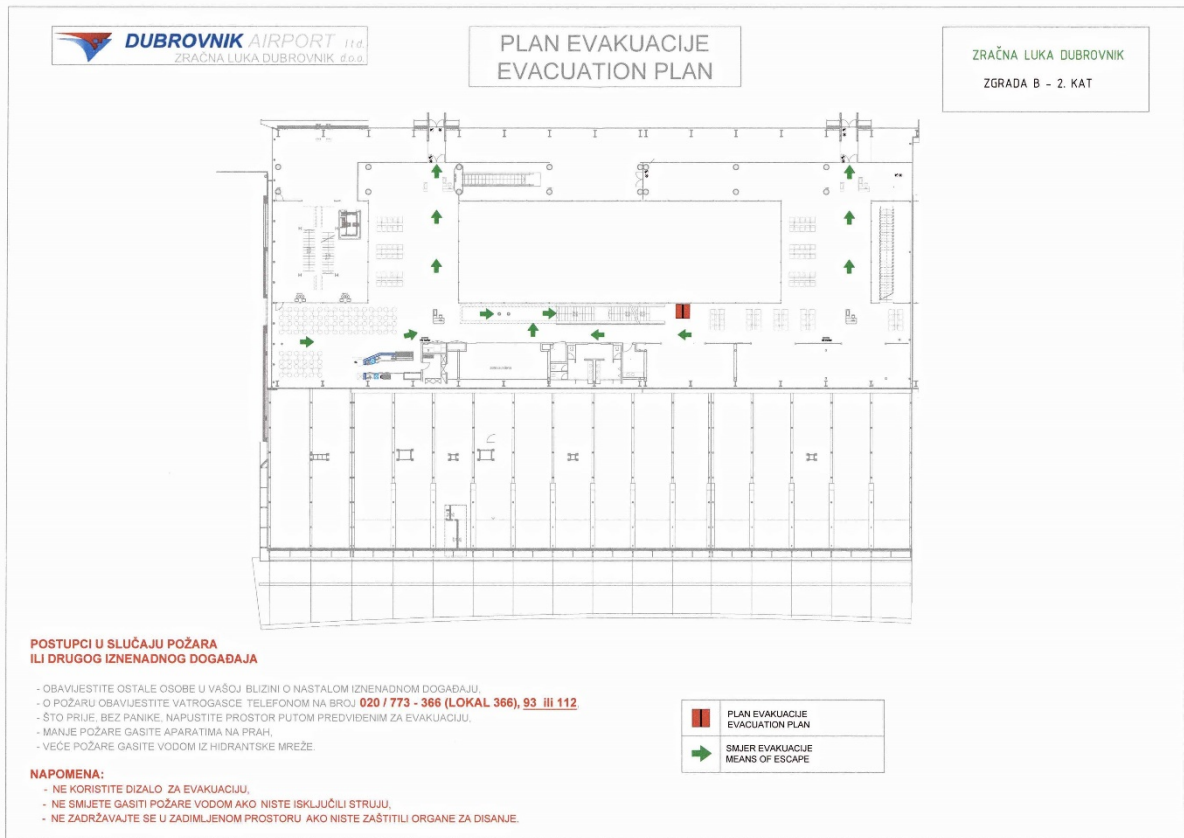 DUBROVNIK AIRPORT ltd.
ZRAČNA LUKA DUBROVNIK d.o.o.
PLAN EVAKUACIJE
EVACUATION PLAN
ZRAČNA LUKA DUBROVNIK
ZGRADA B - 2. KAT
POSTUPCI U SLUČAJU POŽARA
ILI DRUGOG IZNENADNOG DOGAĐAJA
- OBAVIJESTITE OSTALE OSOBE U VAŠOJ BLIZINI O NASTALOM IZNENADNOM DOGAĐAJU,
- O POŽARU OBAVIJESTITE VATROGASCE TELEFONOM NA BROJ 020 / 773 - 366 (LOKAL 366), 93 ili 112.
- ŠTO PRIJE, BEZ PANIKE, NAPUSTITE PROSTOR PUTOM PREDVIĐENIM ZA EVAKUACIJU,
- MANJE POŽARE GASITE APARATIMA NA PRAH,
- VEĆE POŽARE GASITE VODOM IZ HIDRANTSKE MREŽE.
NAPOMENA:
- NE KORISTITE DIZALO ZA EVAKUACIJU,
- NE SMIJETE GASITI POŽARE VODOM AKO NISTE ISKLJUČILI STRUJU,
- NE ZADRŽAVAJTE SE U ZADIMLJENOM PROSTORU AKO NISTE ZAŠTITILI ORGANE ZA DISANJE.
PLAN EVAKUACIJE
EVACUATION PLAN
SMJER EVAKUACIJE
MEANS OF ESCAPE